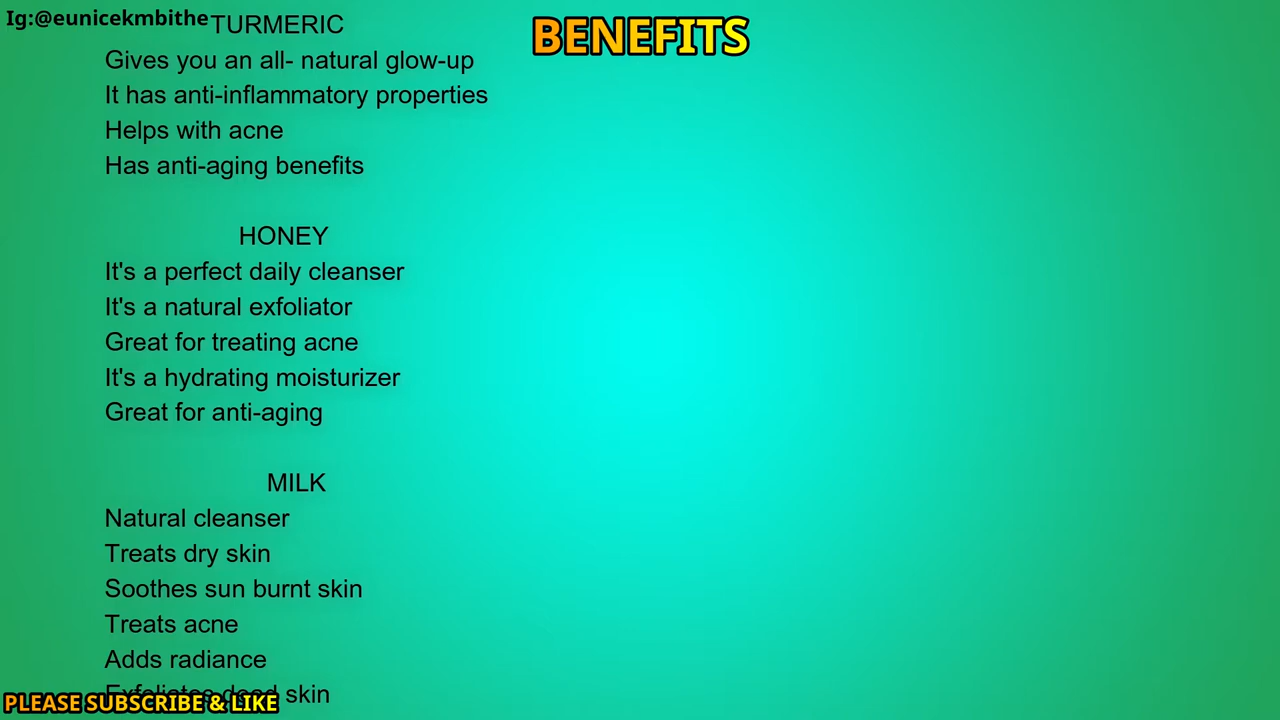 Ig:@eunicekmbithe
BENEFITS
TURMERIC
Gives you an all- natural glow-up
It has anti-inflammatory properties
Helps with acne
Has anti-aging benefits
HONEY
It's a perfect daily cleanser
It's a natural exfoliator
Great for treating acne
It's a hydrating moisturizer
Great for anti-aging
MILK
Natural cleanser
Treats dry skin
Soothes sun burnt skin
Treats acne
Adds radiance
Exfoliates dead skin
PLEASE SUBSCRIBE & LIKE